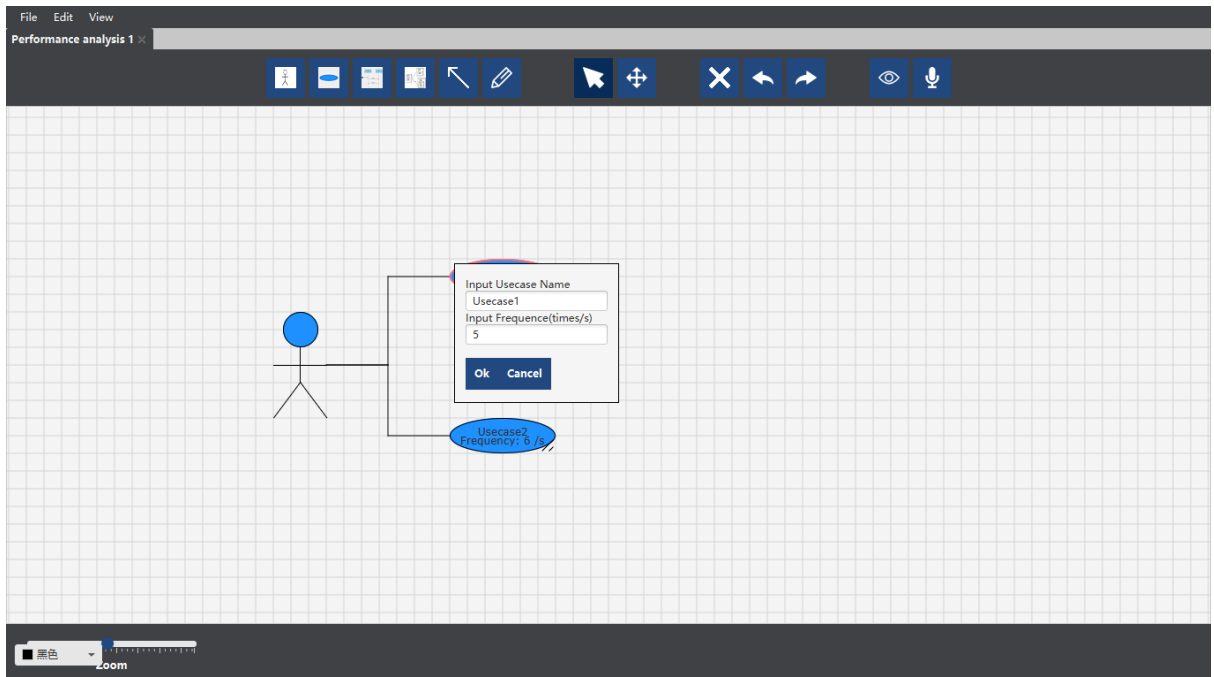 File Edit View
Performance analysis 1
Input Usecase Name
Usecase1
Input Frequence(times/s)
5
Ok Cancel
Usecase2
Frequency: 6 /s
黑色
Zoom